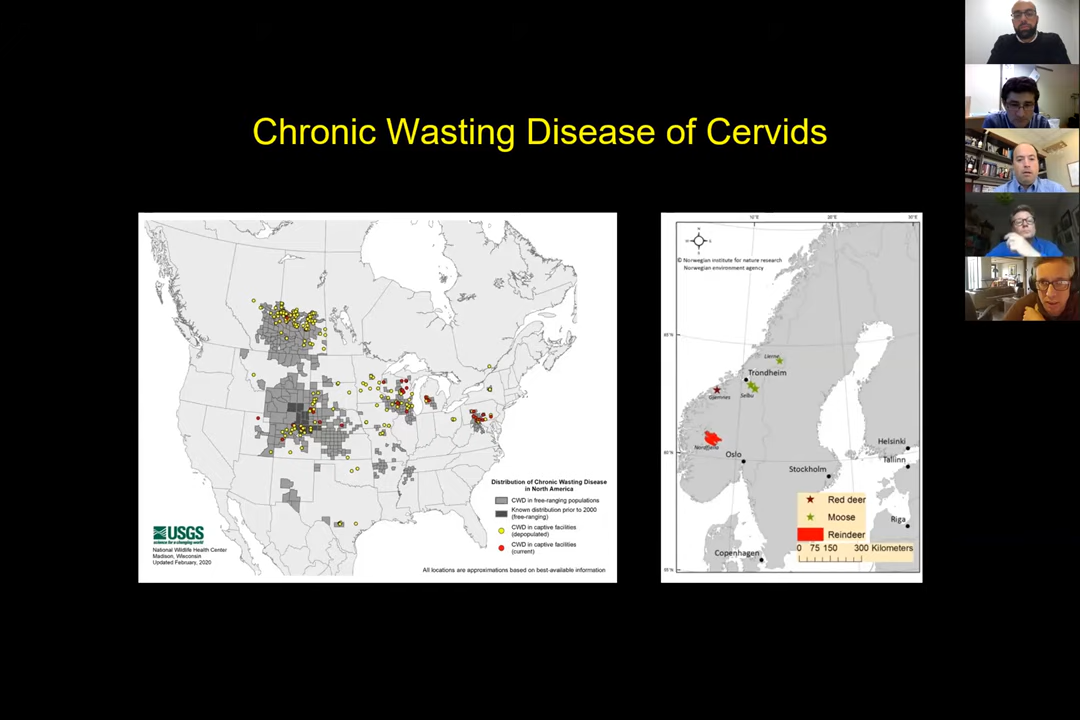 Chronic Wasting Disease of Cervids
Distribution of Chronic Wasting Disease
in North America
CWD in free-ranging populations
Known distribution prior to 2000
(free-ranging)
CWD in captive facilities
(depopulated)
CWD in captive facilities
(current)
USGS
science for a changing world
National Wildlife Health Center
Madison, Wisconsin
Updated February, 2020
All locations are approximations based on best-available information
10°E
20°E
30°E
© Norwegian institute for nature research
Norwegian environment agency
Lierne
Trondheim
Selbu
Gjemnes
Nordfjella
Oslo
Stockholm
Helsinki
Tallinn
Riga
Copenhagen
Red deer
Moose
Reindeer
0 75 150 300 Kilometers